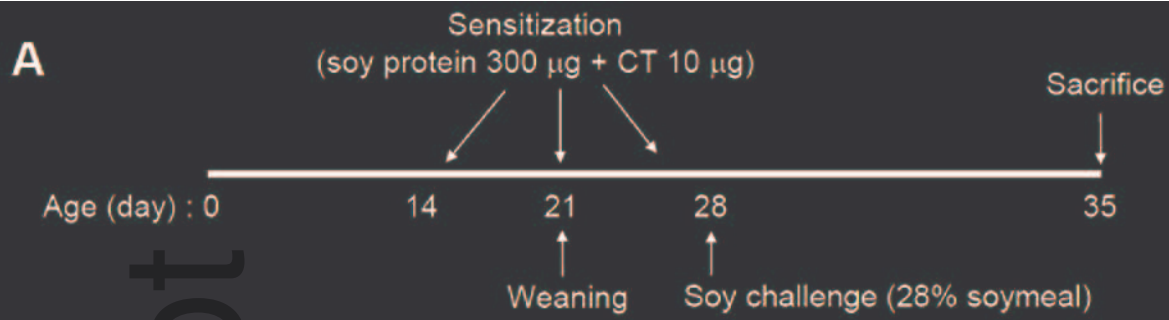 A
Sensitization
(soy protein 300 μg + CT 10 μg)
Sacrifice
Age (day) : 0 14 21 28 35
Weaning Soy challenge (28% soymeal)
ot